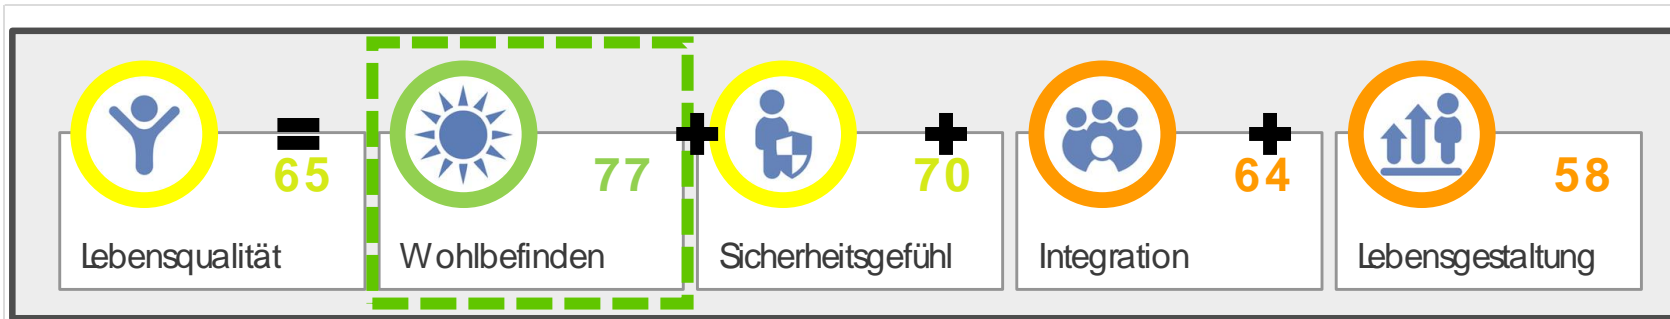 = + + +
65 77 70 64 58
Lebensqualität Wohlbefinden Sicherheitsgefühl Integration Lebensgestaltung